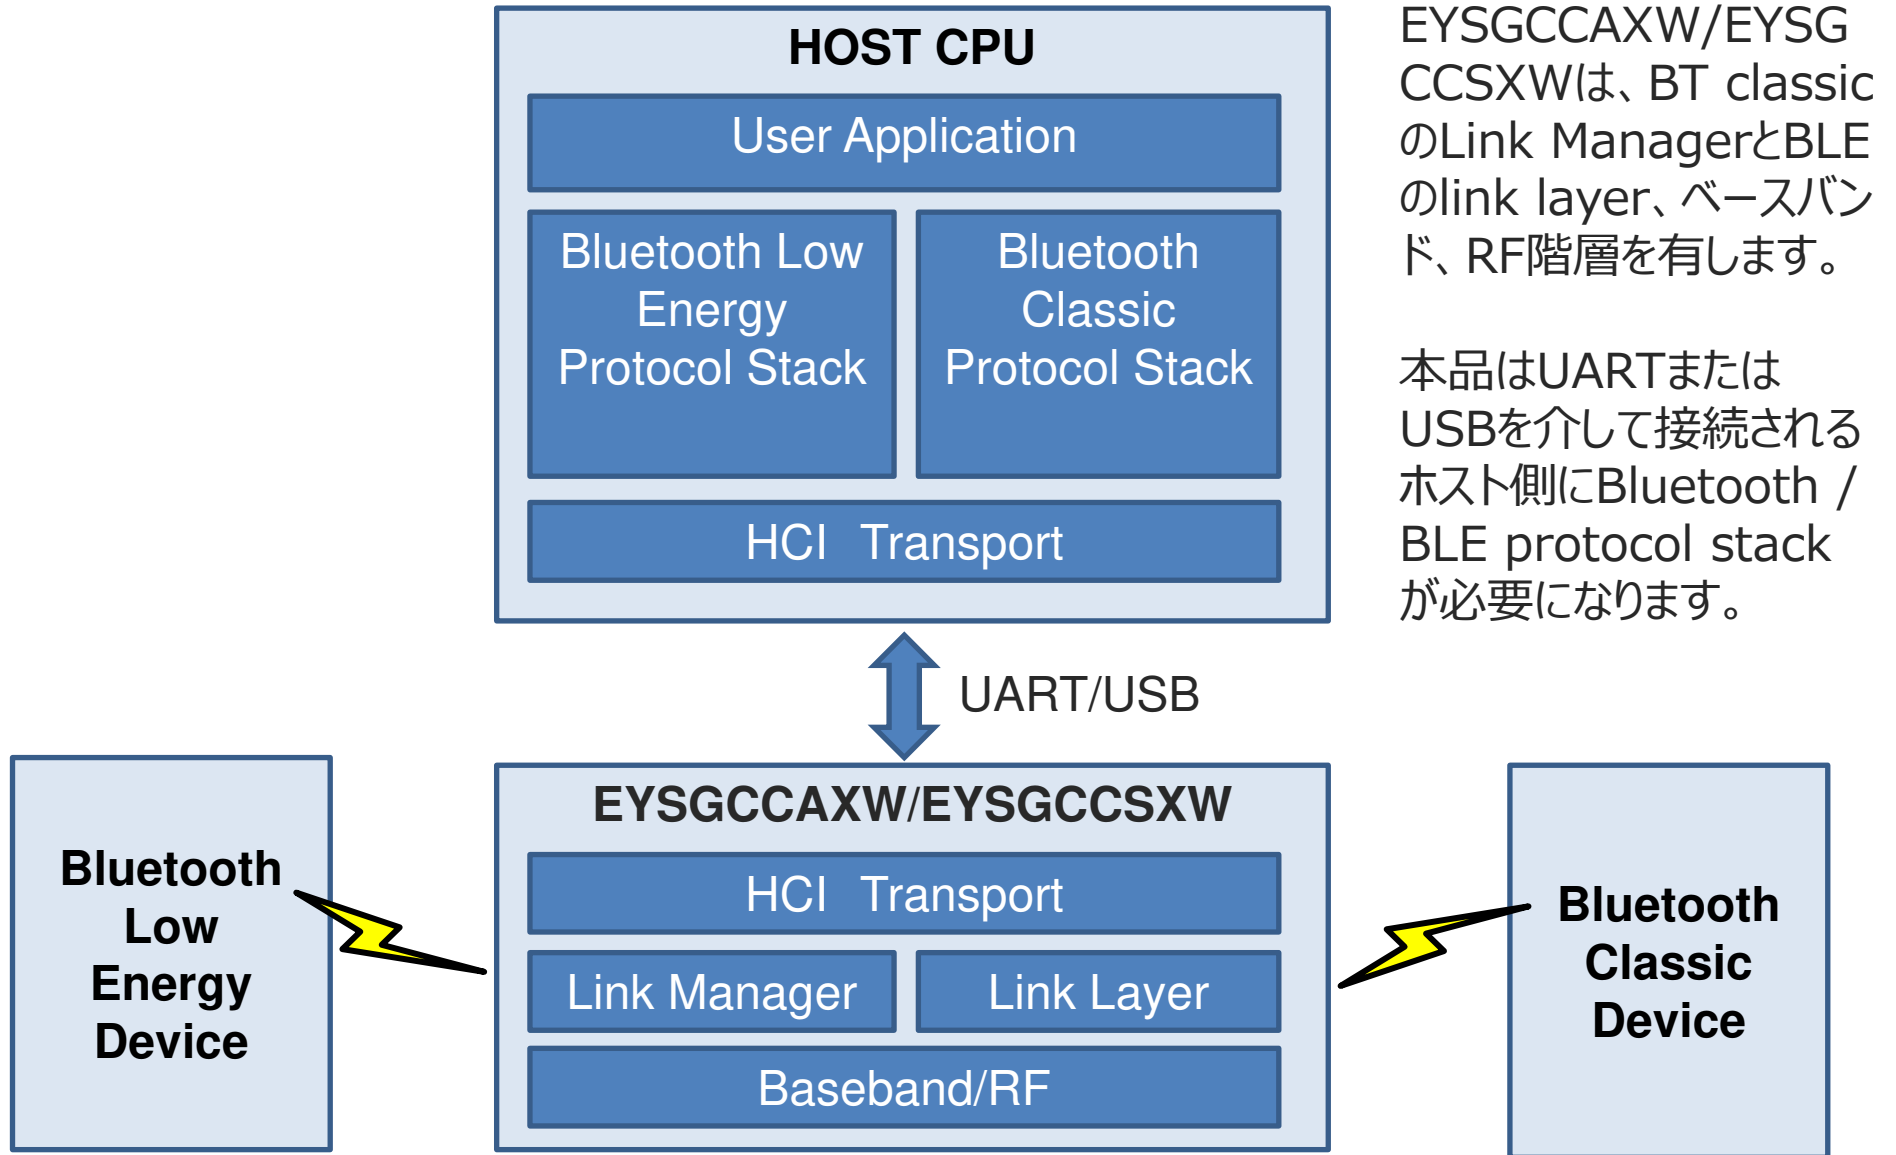 HOST CPU
User Application
Bluetooth Low
Energy
Protocol Stack
Bluetooth
Classic
Protocol Stack
HCI Transport
UART/USB
EYSGCCAXW/EYSGCCSXW
HCI Transport
Link Manager
Link Layer
Baseband/RF
Bluetooth
Low
Energy
Device
Bluetooth
Classic
Device
EYSGCCAXW/EYSG
CCSXWは、BT classic
のLink ManagerとBLE
のlink layer、ベースバン
ド、RF階層を有します。
本品はUARTまたは
USBを介して接続される
ホスト側にBluetooth /
BLE protocol stack
が必要になります。